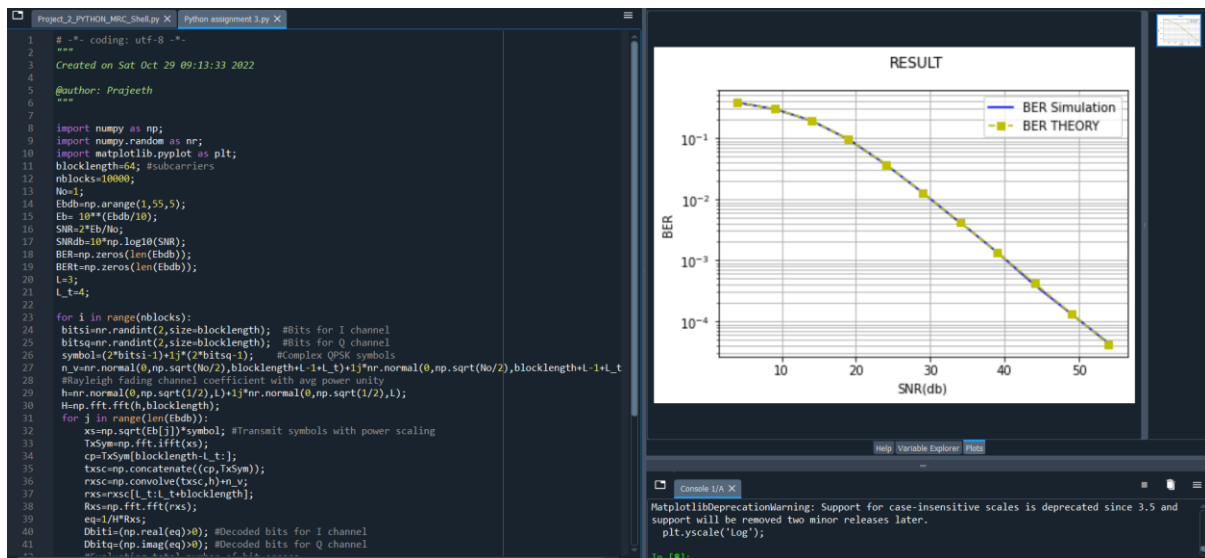 Project_2_PYTHON_MRC_Shell.py
Python assignment 3.py
1 # -*- coding: utf-8 -*-
2 """
3 Created on Sat Oct 29 09:13:33 2022
4
5 @author: Prajeeth
6 """
7
8 import numpy as np;
9 import numpy.random as nr;
10 import matplotlib.pyplot as plt;
11 blocklength=64; #subcarriers
12 nblocks=10000;
13 No=1;
14 Ebdb=np.arange(1,55,5);
15 Eb= 10**(Ebdb/10);
16 SNR=2*Eb/No;
17 SNRdb=10*np.log10(SNR);
18 BER=np.zeros(len(Ebdb));
19 BERt=np.zeros(len(Ebdb));
20 L=3;
21 L_t=4;
22
23 for i in range(nblocks):
24 bitsi=nr.randint(2,size=blocklength); #Bits for I channel
25 bitsq=nr.randint(2,size=blocklength); #Bits for Q channel
26 symbol=(2*bitsi-1)+1j*(2*bitsq-1); #Complex QPSK symbols
27 n_v=nr.normal(0,np.sqrt(No/2),blocklength+L-1+L_t)+1j*nr.normal(0,np.sqrt(No/2),blocklength+L-1+L_t
28 #Rayleigh fading channel coefficient with avg power unity
29 h=nr.normal(0,np.sqrt(1/2),L)+1j*nr.normal(0,np.sqrt(1/2),L);
30 H=np.fft.fft(h,blocklength);
31 for j in range(len(Ebdb)):
32 xs=np.sqrt(Eb[j])*symbol; #Transmit symbols with power scaling
33 TxSym=np.fft.ifft(xs);
34 cp=TxSym[blocklength-L_t:];
35 txsc=np.concatenate((cp,TxSym));
36 rxsc=np.convolve(txsc,h)+n_v;
37 rxs=rxsc[L_t:L_t+blocklength];
38 Rxs=np.fft.fft(rxs);
39 eq=1/H*Rxs;
40 Dbiti=(np.real(eq)>0); #Decoded bits for I channel
41 Dbitq=(np.imag(eq)>0); #Decoded bits for Q channel
RESULT
BER Simulation
BER THEORY
10⁻¹
10⁻²
10⁻³
10⁻⁴
BER
10 20 30 40 50
SNR(db)
Help Variable Explorer Plots
Console 1/A
MatplotlibDeprecationWarning: Support for case-insensitive scales is deprecated since 3.5 and
support will be removed two minor releases later.
plt.yscale('Log');